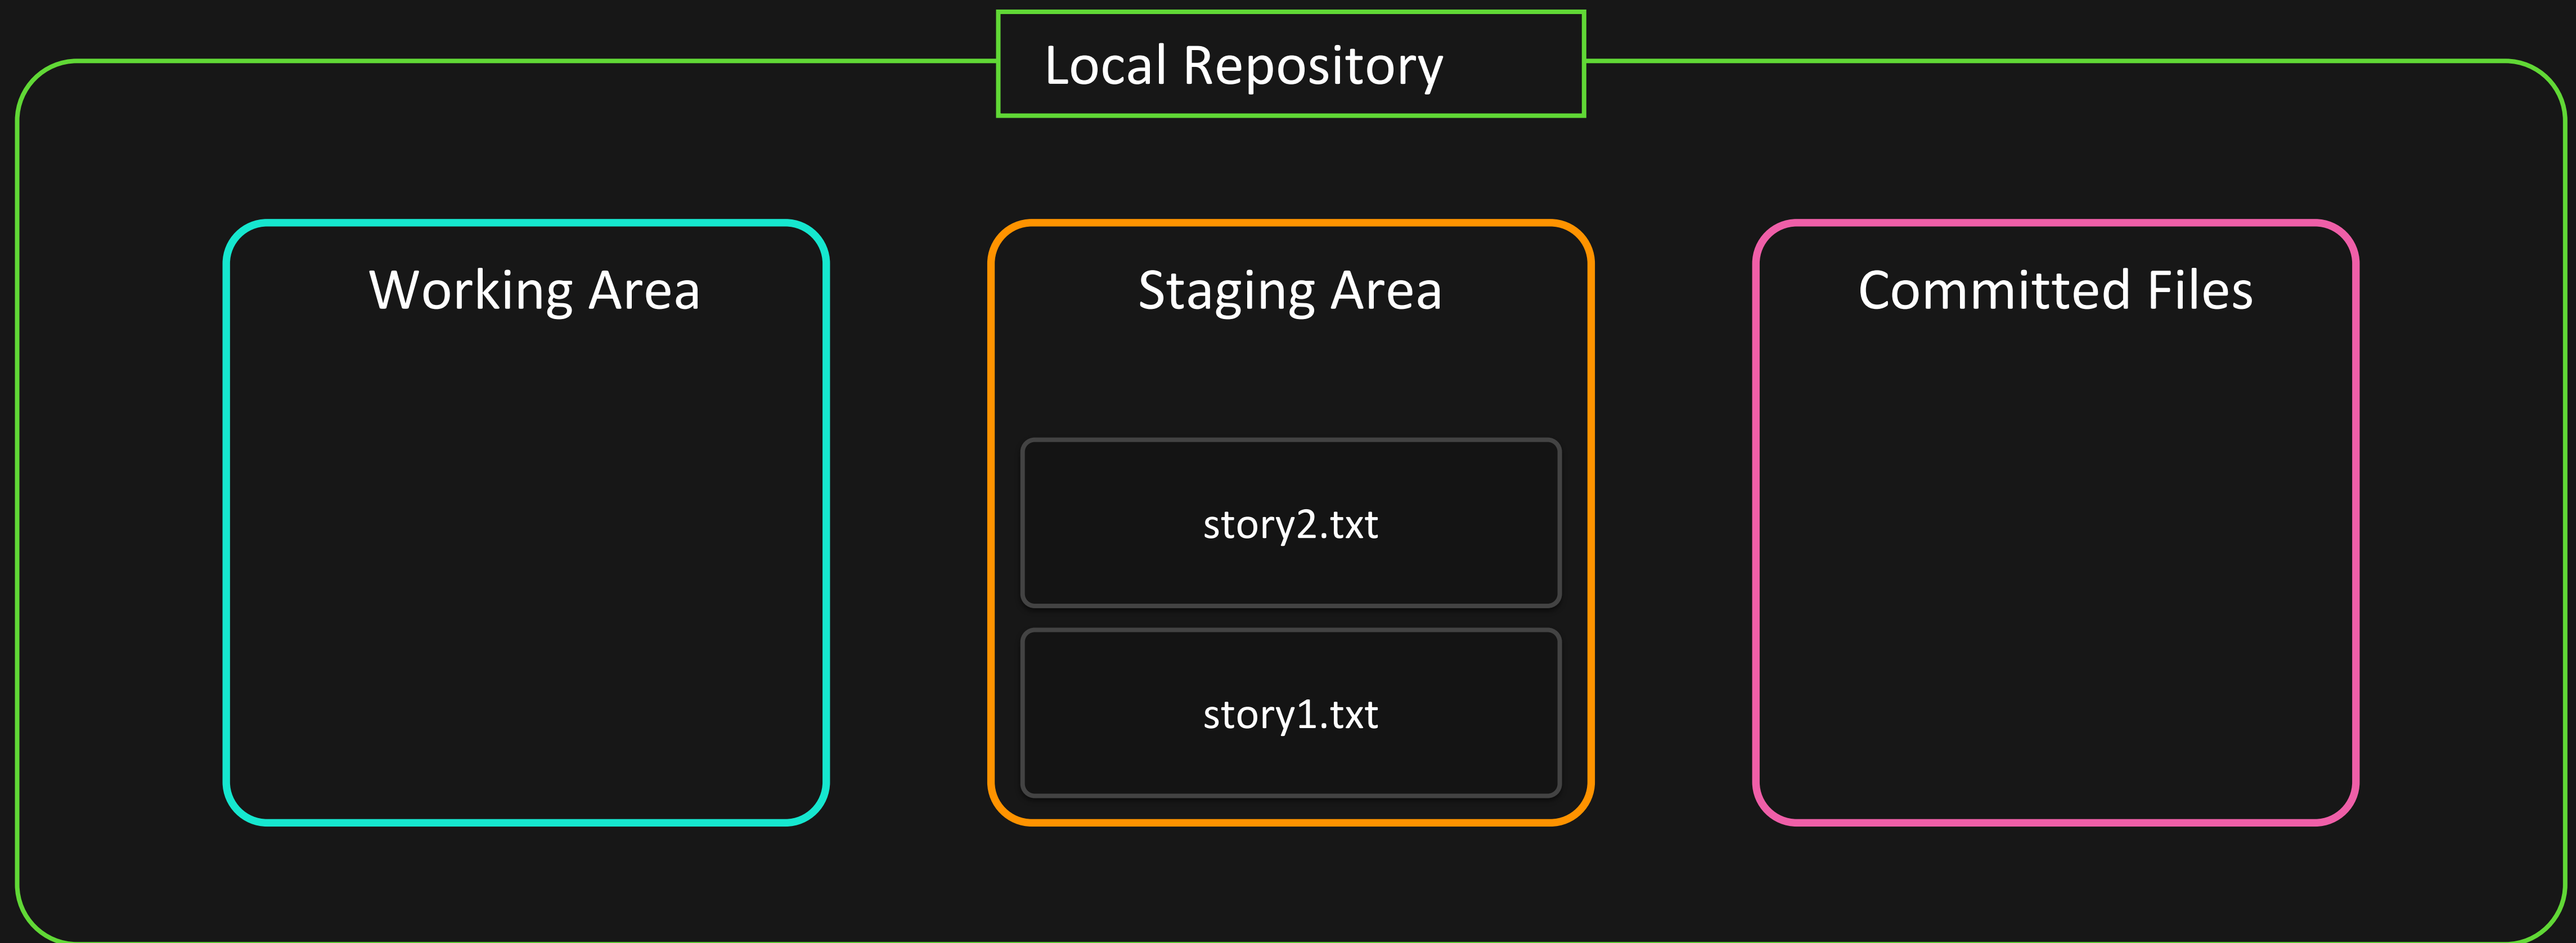 Local Repository
Working Area
Staging Area
Committed Files
story2.txt
story1.txt